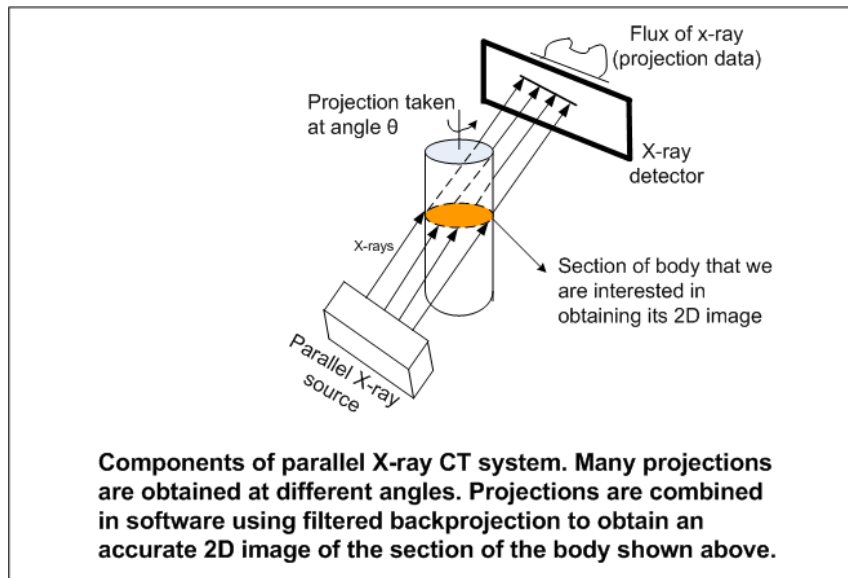 Flux of x-ray
(projection data)
Projection taken
at angle θ
X-ray
detector
X-rays
Section of body that we
are interested in
obtaining its 2D image
Parallel X-ray
source
Components of parallel X-ray CT system. Many projections
are obtained at different angles. Projections are combined
in software using filtered backprojection to obtain an
accurate 2D image of the section of the body shown above.